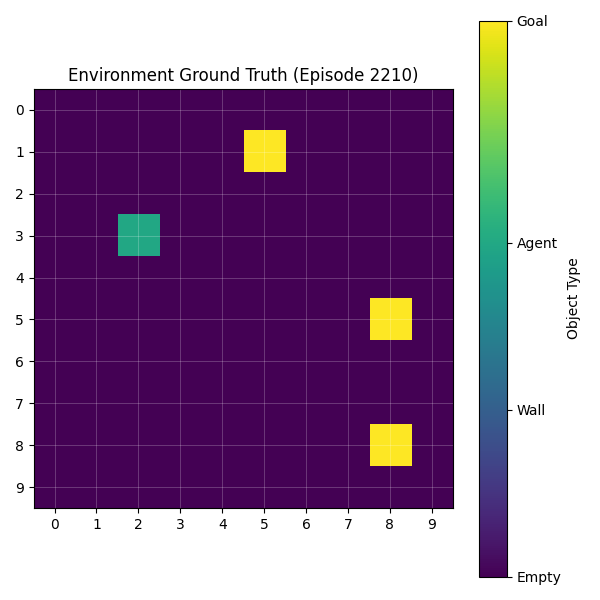 Environment Ground Truth (Episode 2210)
0
1
2
3
4
5
6
7
8
9
0 1 2 3 4 5 6 7 8 9
Goal
Agent
Wall
Empty
Object Type